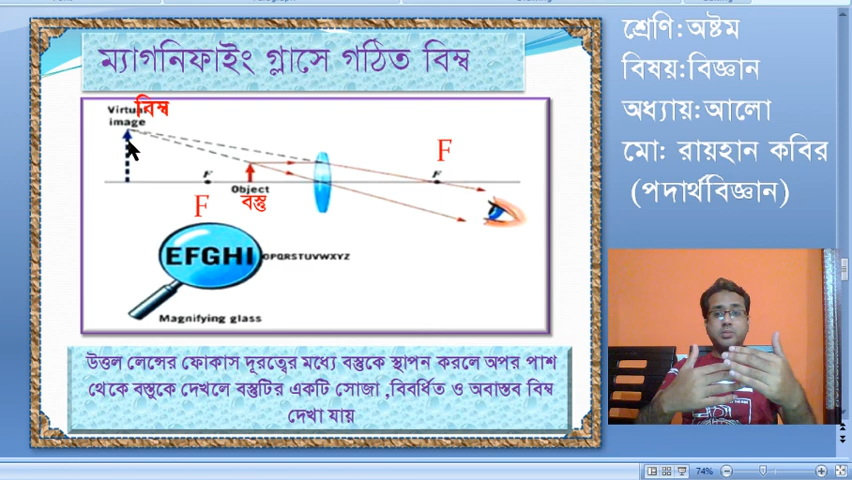 ম্যাগনিফাইং গ্লাসে গঠিত বিম্ব
শ্রেণি:অষ্টম
বিষয়:বিজ্ঞান
অধ্যায়:আলো
মো: রায়হান কবির
(পদার্থবিজ্ঞান)
Virtual বিম্ব
image
F
F
F
F
Object
বস্তু
EFGHI OPQRSTUVWXYZ
Magnifying glass
উত্তল লেন্সের ফোকাস দূরত্বের মধ্যে বস্তুকে স্থাপন করলে অপর পাশ
থেকে বস্তুকে দেখলে বস্তুটির একটি সোজা ,বিবর্ধিত ও অবাস্তব বিম্ব
দেখা যায়
74%